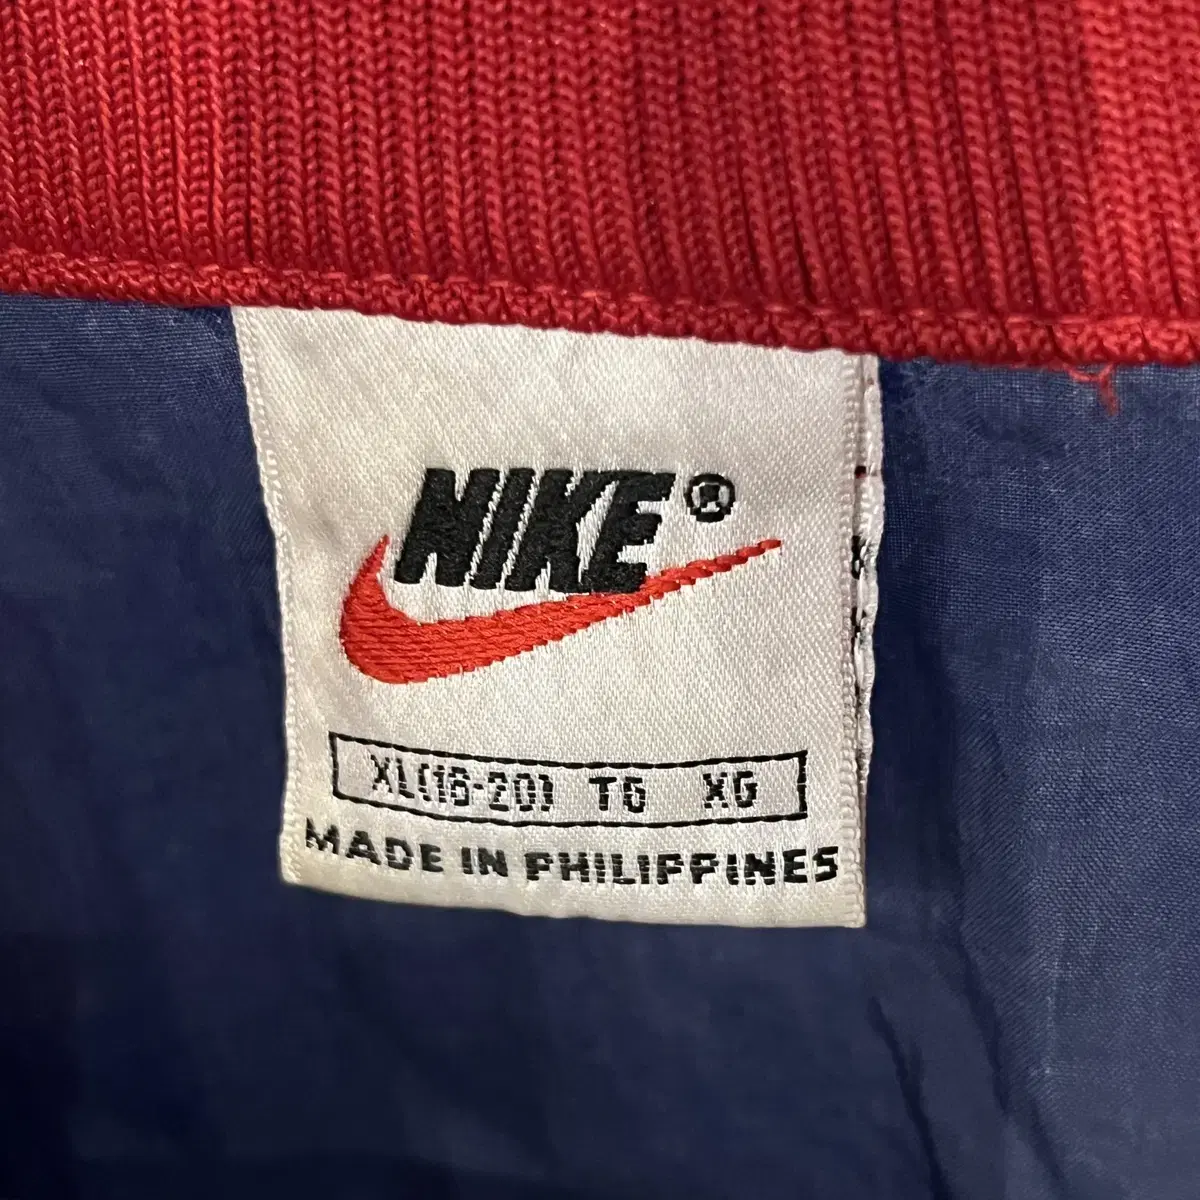 NIKE®
XL(18-20) TG XG
MADE IN PHILIPPINES